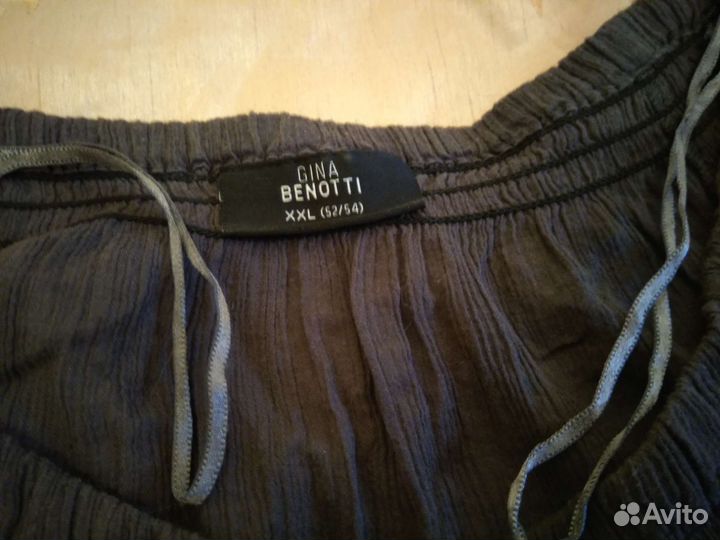 GINA
BENOTTI
XXL (52/54)
Avito